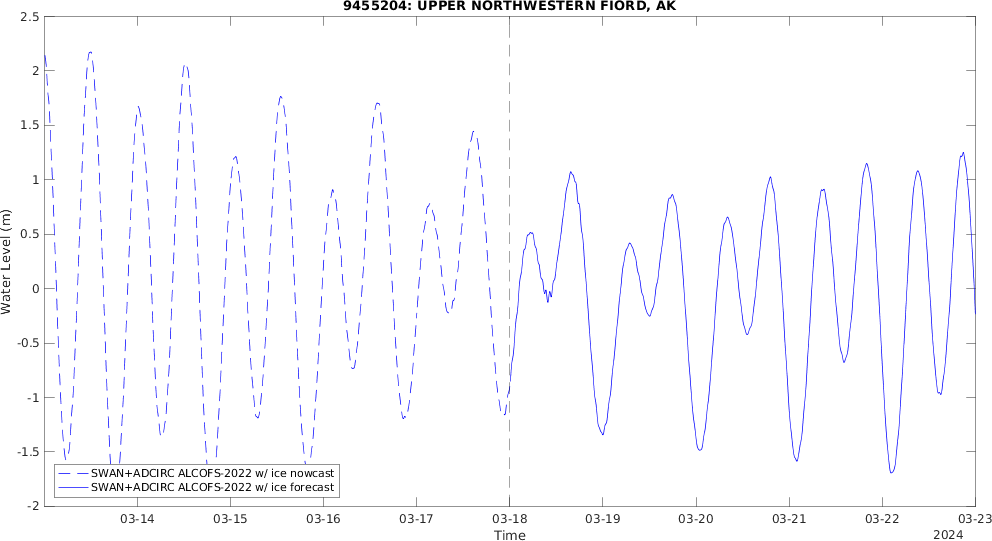 9455204: UPPER NORTHWESTERN FIORD, AK
2.5
2
1.5
1
0.5
0
-0.5
-1
-1.5
-2
Water Level (m)
SWAN+ADCIRC ALCOFS-2022 w/ ice nowcast
SWAN+ADCIRC ALCOFS-2022 w/ ice forecast
03-14 03-15 03-16 03-17 03-18 03-19 03-20 03-21 03-22 03-23
Time
2024